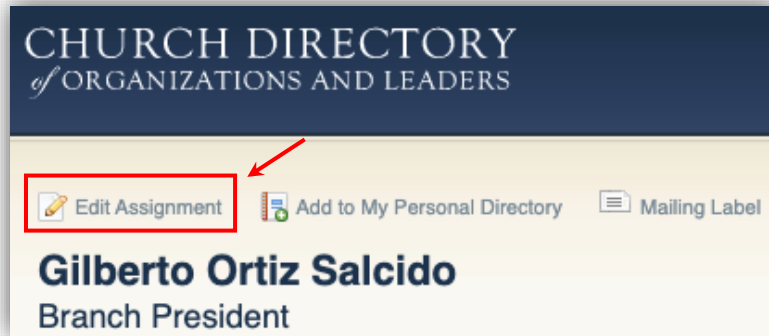 CHURCH DIRECTORY
of ORGANIZATIONS AND LEADERS
Edit Assignment Add to My Personal Directory Mailing Label
Gilberto Ortiz Salcido
Branch President